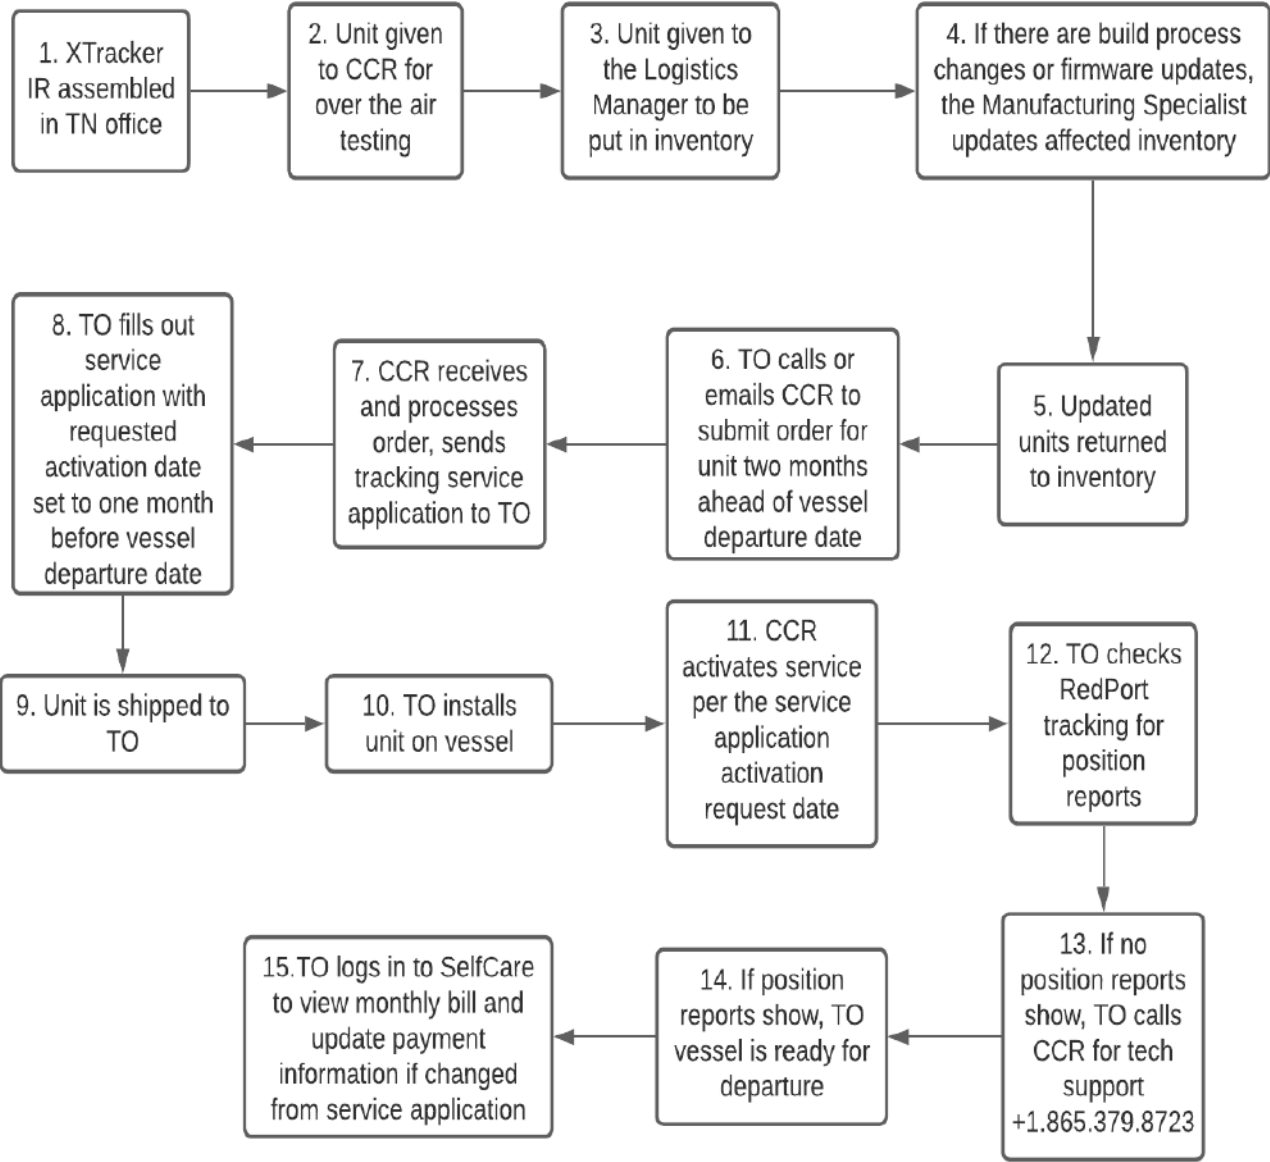 1. XTracker
IR assembled
in TN office
2. Unit given
to CCR for
over the air
testing
3. Unit given to
the Logistics
Manager to be
put in inventory
4. If there are build process
changes or firmware updates,
the Manufacturing Specialist
updates affected inventory
5. Updated
units returned
to inventory
6. TO calls or
emails CCR to
submit order for
unit two months
ahead of vessel
departure date
7. CCR receives
and processes
order, sends
tracking service
application to TO
8. TO fills out
service
application with
requested
activation date
set to one month
before vessel
departure date
9. Unit is shipped to
TO
10. TO installs
unit on vessel
11. CCR
activates service
per the service
application
activation
request date
12. TO checks
RedPort
tracking for
position
reports
13. If no
position reports
show, TO calls
CCR for tech
support
+1.865.379.8723
14. If position
reports show, TO
vessel is ready for
departure
15.TO logs in to SelfCare
to view monthly bill and
update payment
information if changed
from service application